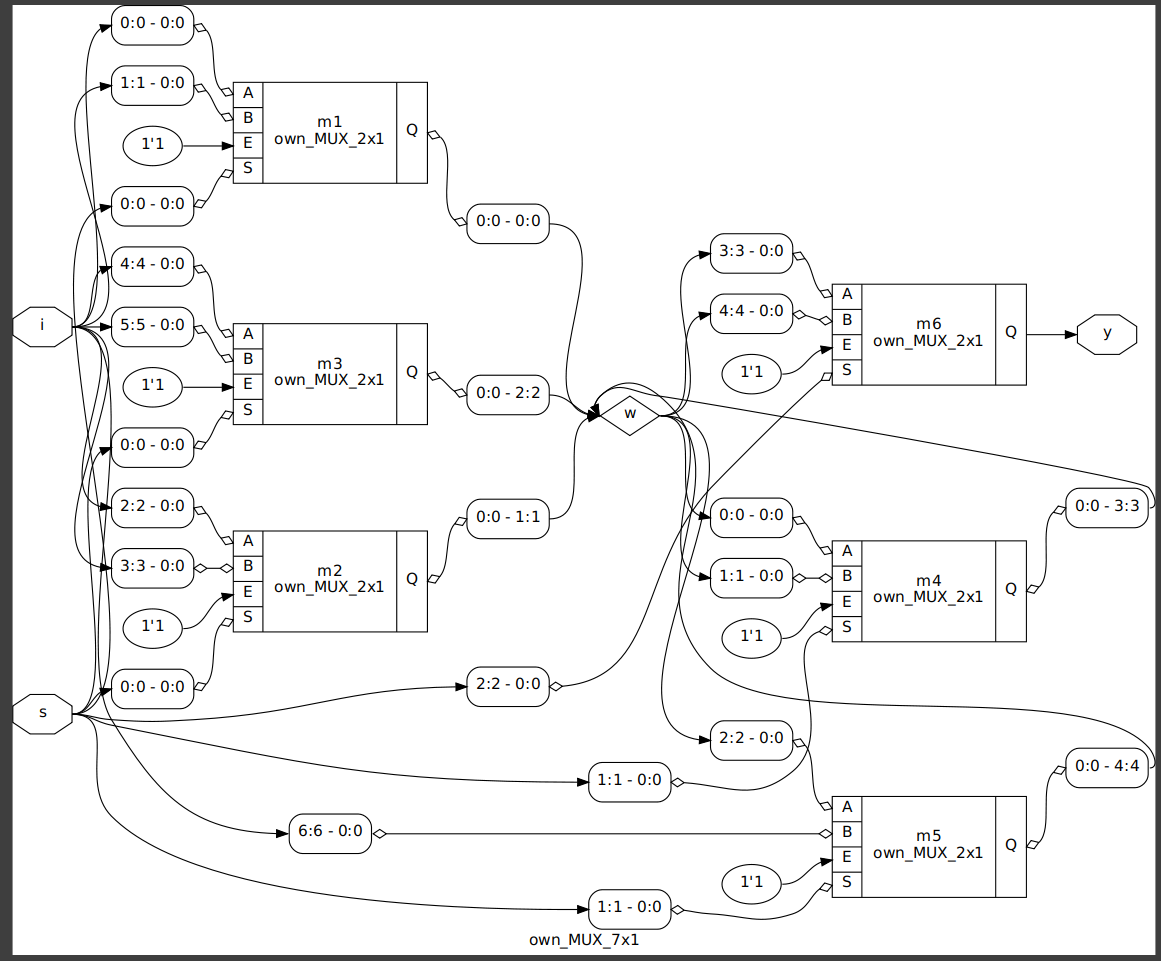 0:0 - 0:0
1:1 - 0:0
1'1
0:0 - 0:0
A
B
E
S
m1
own_MUX_2x1
Q
0:0 - 0:0
i
4:4 - 0:0
5:5 - 0:0
1'1
0:0 - 0:0
A
B
E
S
m3
own_MUX_2x1
Q
0:0 - 2:2
2:2 - 0:0
3:3 - 0:0
1'1
0:0 - 0:0
A
B
E
S
m2
own_MUX_2x1
Q
0:0 - 1:1
w
3:3 - 0:0
4:4 - 0:0
1'1
A
B
E
S
m6
own_MUX_2x1
Q
y
0:0 - 0:0
1:1 - 0:0
1'1
A
B
E
S
m4
own_MUX_2x1
Q
0:0 - 3:3
s
2:2 - 0:0
1:1 - 0:0
6:6 - 0:0
1:1 - 0:0
2:2 - 0:0
1'1
A
B
E
S
m5
own_MUX_2x1
Q
0:0 - 4:4
own_MUX_7x1